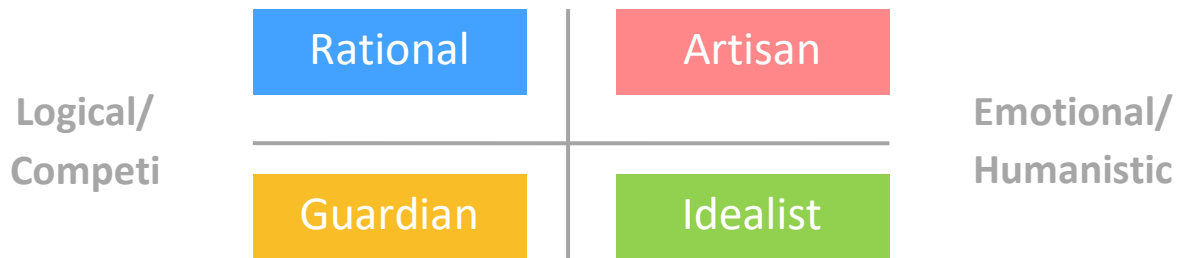 Rational
Artisan
Logical/
Competi
Emotional/
Humanistic
Guardian
Idealist